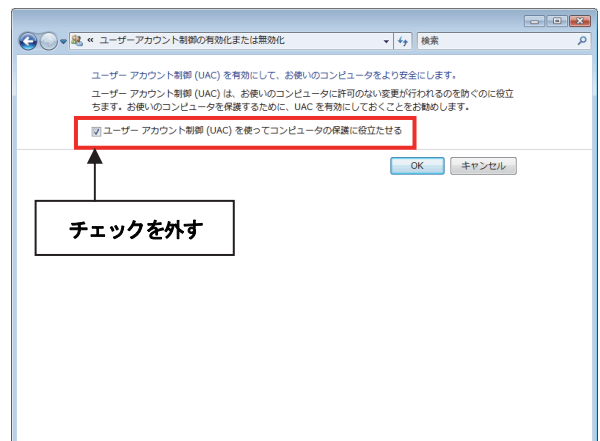 « ユーザーアカウント制御の有効化または無効化
検索
ユーザー アカウント制御 (UAC) を有効にして、お使いのコンピュータをより安全にします。
ユーザー アカウント制御 (UAC) は、お使いのコンピュータに許可のない変更が行われるのを防ぐのに役立
ちます。お使いのコンピュータを保護するために、UAC を有効にしておくことをお勧めします。
ユーザー アカウント制御 (UAC) を使ってコンピュータの保護に役立たせる
OK
キャンセル
チェックを外す